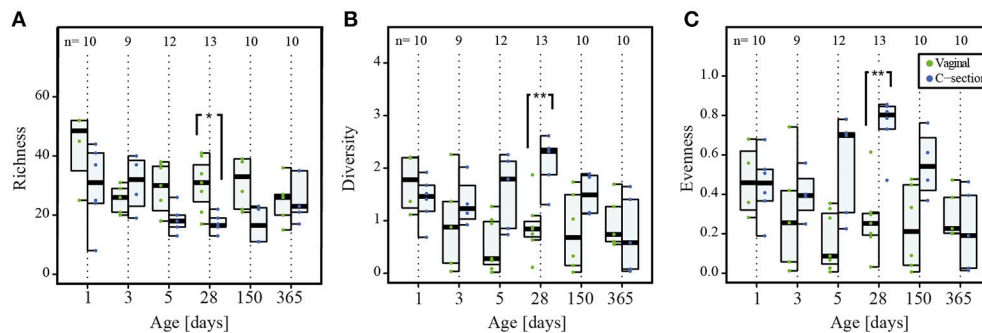 A
B
C
n= 10 9 12 13 10 10
n= 10 9 12 13 10 10
n= 10 9 12 13 10 10
Richness
60
40
20
0
*
1 3 5 28 150 365
Age [days]
Diversity
4
3
2
1
0
**
1 3 5 28 150 365
Age [days]
Evenness
1.0
0.8
0.6
0.4
0.2
0.0
**
Vaginal
C-section
1 3 5 28 150 365
Age [days]